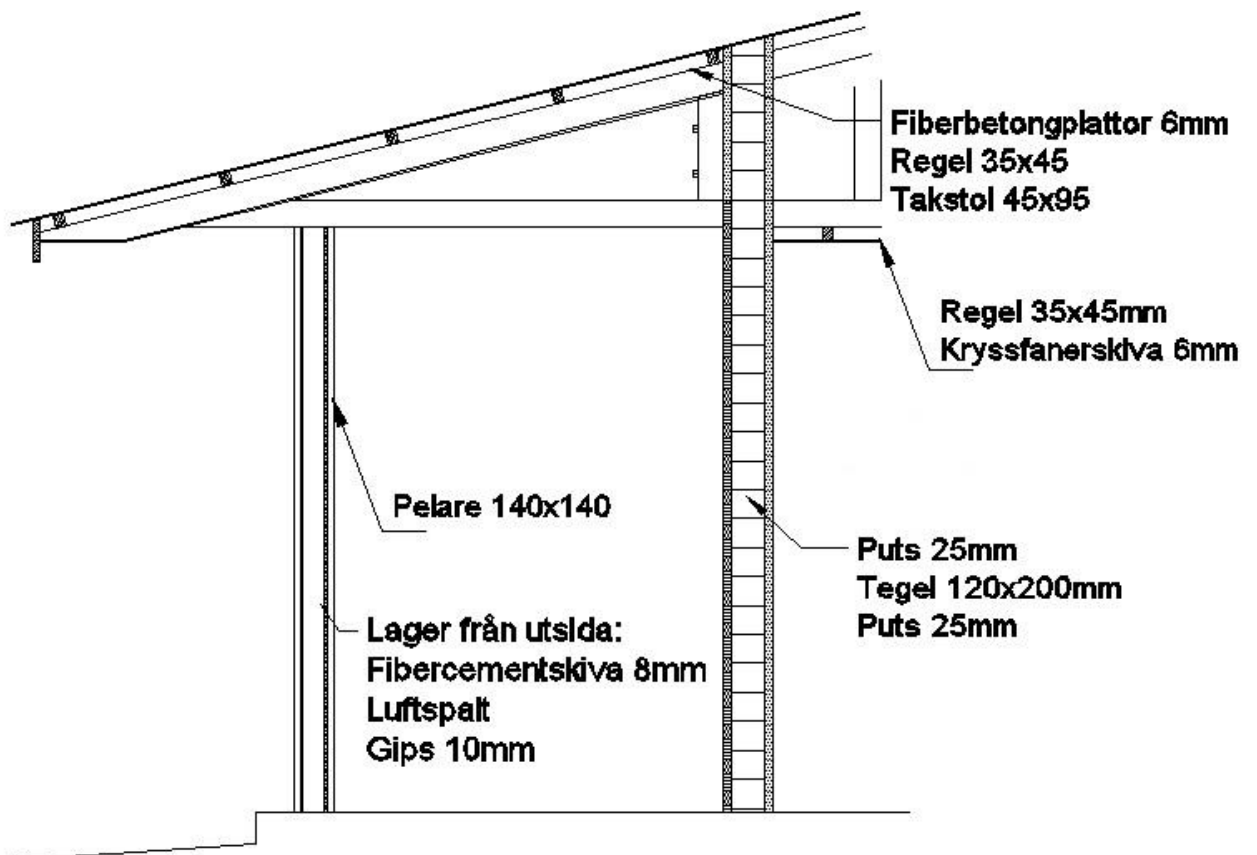 Fiberbetongplattor 6mm
Regel 35x45
Takstol 45x95
Regel 35x45mm
Kryssfanerskiva 6mm
Pelare 140x140
Puts 25mm
Tegel 120x200mm
Puts 25mm
Lager från utsida:
Fibercementskiva 8mm
Luftspalt
Gips 10mm